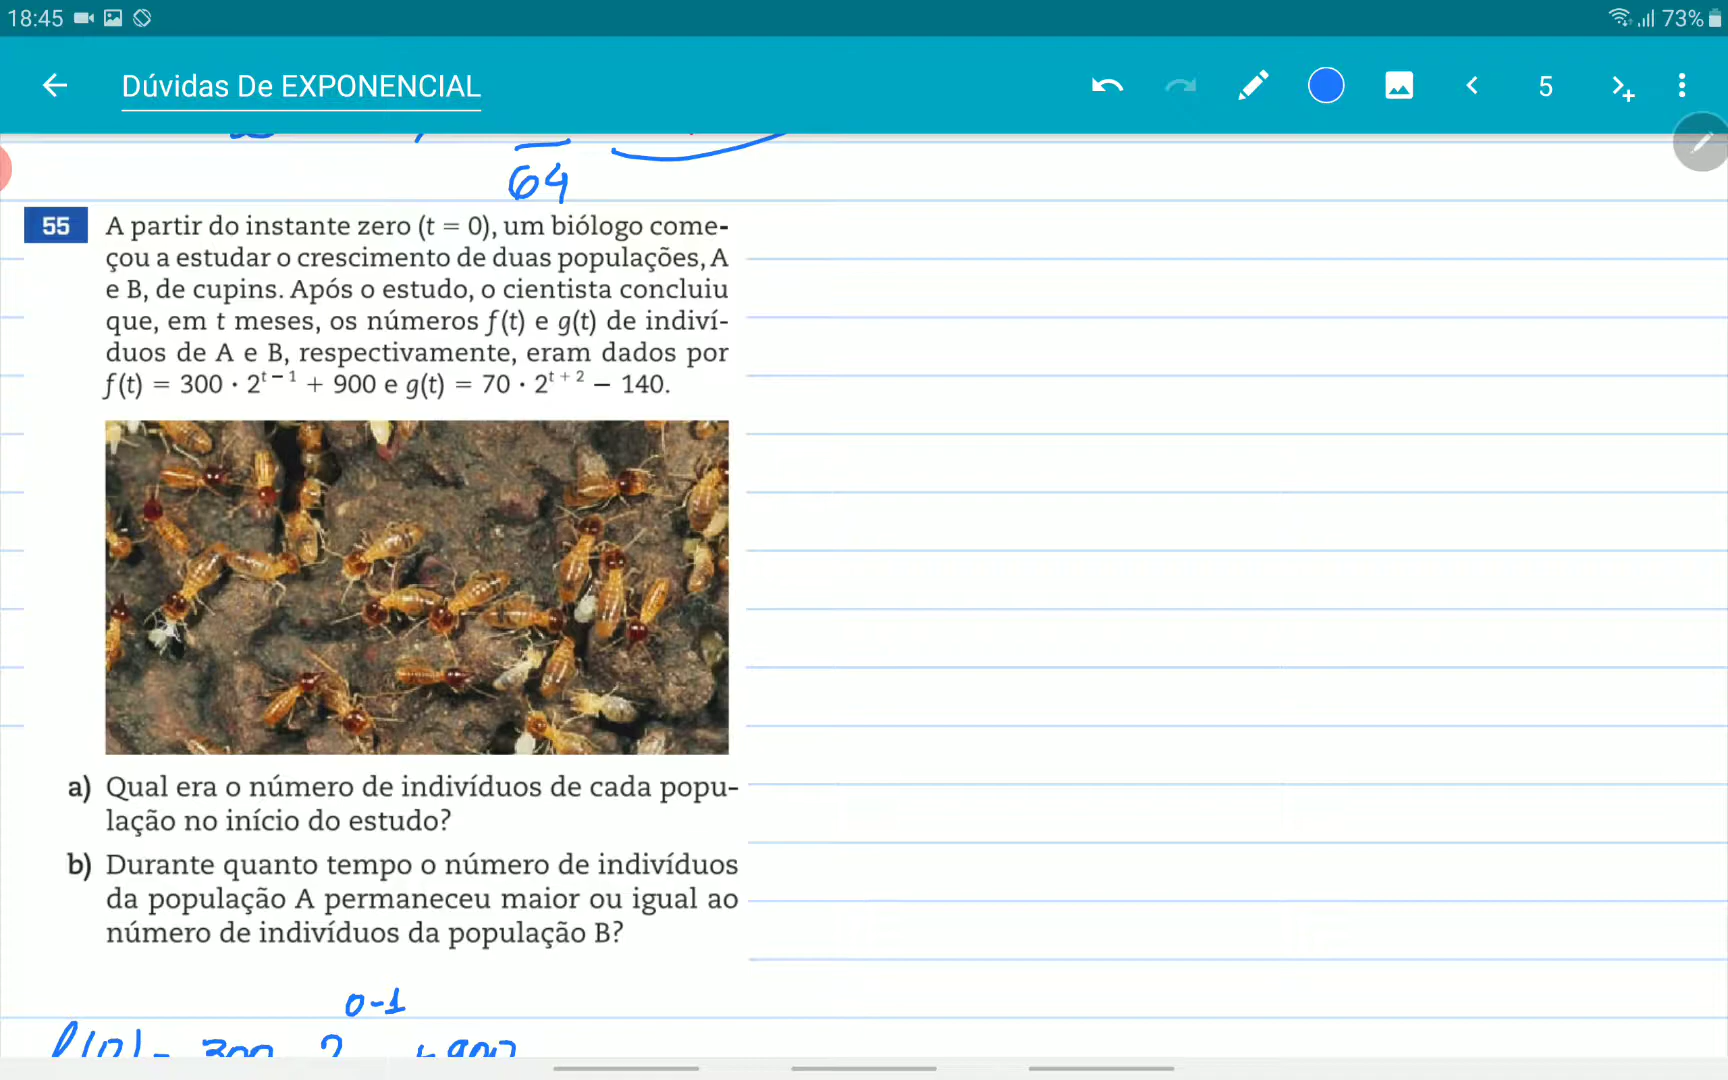 18:45 73%
Dúvidas De EXPONENCIAL 5
64
55 A partir do instante zero (t = 0), um biólogo come-
çou a estudar o crescimento de duas populações, A
e B, de cupins. Após o estudo, o cientista concluiu
que, em t meses, os números f(t) e g(t) de indiví-
duos de A e B, respectivamente, eram dados por
f(t) = 300 · 2^(t − 1) + 900 e g(t) = 70 · 2^(t + 2) − 140.
a) Qual era o número de indivíduos de cada popu-
lação no início do estudo?
b) Durante quanto tempo o número de indivíduos
da população A permaneceu maior ou igual ao
número de indivíduos da população B?
0-1
f(0) = 300 · 2 + 900